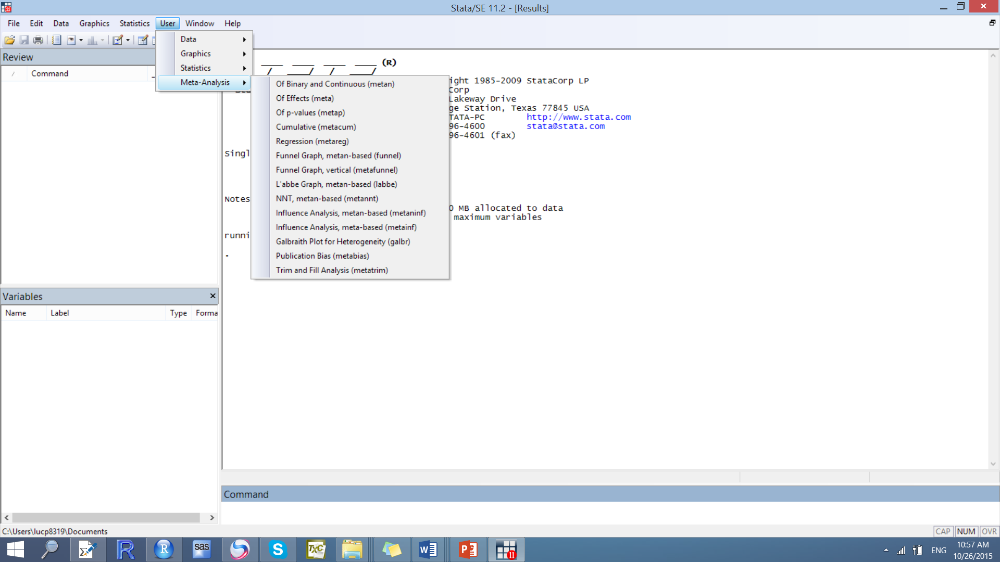 Stata/SE 11.2 - [Results]
File Edit Data Graphics Statistics User Window Help
Data
Graphics
Statistics
Meta-Analysis
Of Binary and Continuous (metan)
Of Effects (meta)
Of p-values (metap)
Cumulative (metacum)
Regression (metareg)
Funnel Graph, metan-based (funnel)
Funnel Graph, vertical (metafunnel)
L'abbe Graph, metan-based (labbe)
NNT, metan-based (metannt)
Influence Analysis, metan-based (metaninf)
Influence Analysis, meta-based (metainf)
Galbraith Plot for Heterogeneity (galbr)
Publication Bias (metabias)
Trim and Fill Analysis (metatrim)
Review
Command
(R)
ight 1985-2009 StataCorp LP
Corp
Lakeway Drive
ge Station, Texas 77845 USA
TATA-PC http://www.stata.com
96-4600 stata@stata.com
96-4601 (fax)
Singl
Notes
0 MB allocated to data
maximum variables
runni
.
Variables
Name Label Type Forma
Command
C:\Users\lucp8319\Documents
CAP NUM OVR
R
R
sas
S
TXC
W
P
11
ENG
10:57 AM
10/26/2015